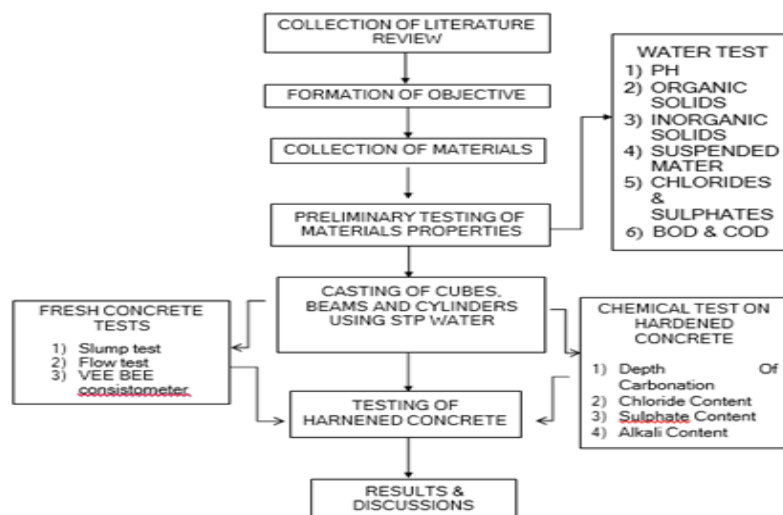 COLLECTION OF LITERATURE
REVIEW
FORMATION OF OBJECTIVE
COLLECTION OF MATERIALS
PRELIMINARY TESTING OF
MATERIALS PROPERTIES
WATER TEST
1) PH
2) ORGANIC
SOLIDS
3) INORGANIC
SOLIDS
4) SUSPENDED
MATER
5) CHLORIDES
&
SULPHATES
6) BOD & COD
CASTING OF CUBES,
BEAMS AND CYLINDERS
USING STP WATER
FRESH CONCRETE
TESTS
1) Slump test
2) Flow test
3) VEE BEE
consistometer
CHEMICAL TEST ON
HARDENED
CONCRETE
1) Depth Of
Carbonation
2) Chloride Content
3) Sulphate Content
4) Alkali Content
TESTING OF
HARNENED CONCRETE
RESULTS &
DISCUSSIONS